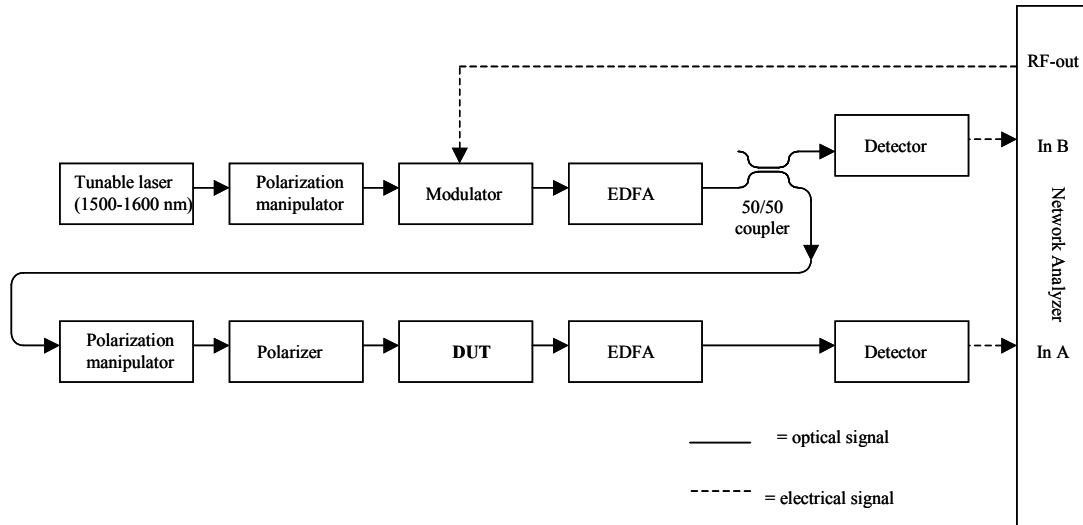 RF-out
Detector
In B
Tunable laser
(1500-1600 nm)
Polarization
manipulator
Modulator
EDFA
50/50
coupler
Network Analyzer
Polarization
manipulator
Polarizer
DUT
EDFA
Detector
In A
= optical signal
= electrical signal